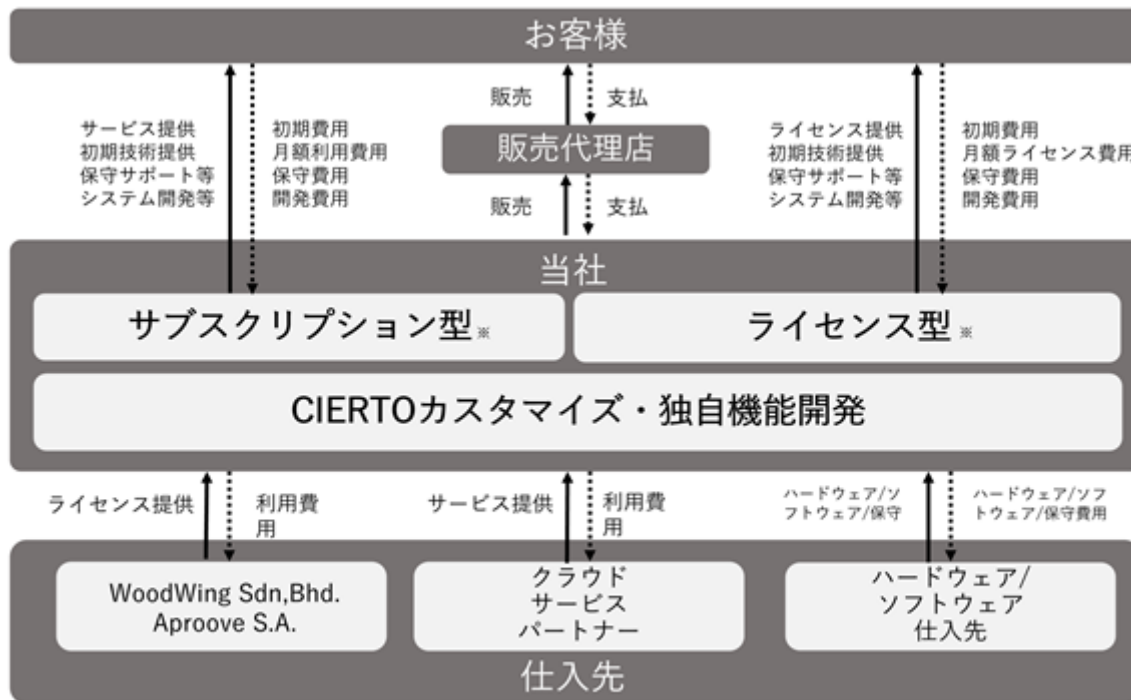 お客様
サービス提供
初期技術提供
保守サポート等
システム開発等
初期費用
月額利用費用
保守費用
開発費用
販売
支払
販売代理店
販売
支払
ライセンス提供
初期技術提供
保守サポート等
システム開発等
初期費用
月額ライセンス費用
保守費用
開発費用
当社
サブスクリプション型※
ライセンス型※
CIERTOカスタマイズ・独自機能開発
ライセンス提供
利用費
用
サービス提供
利用費
用
ハードウェア/ソ
フトウェア/保守
ハードウェア/ソフ
トウェア/保守費用
WoodWing Sdn,Bhd.
Aproove S.A.
クラウド
サービス
パートナー
ハードウェア/
ソフトウェア
仕入先
仕入先